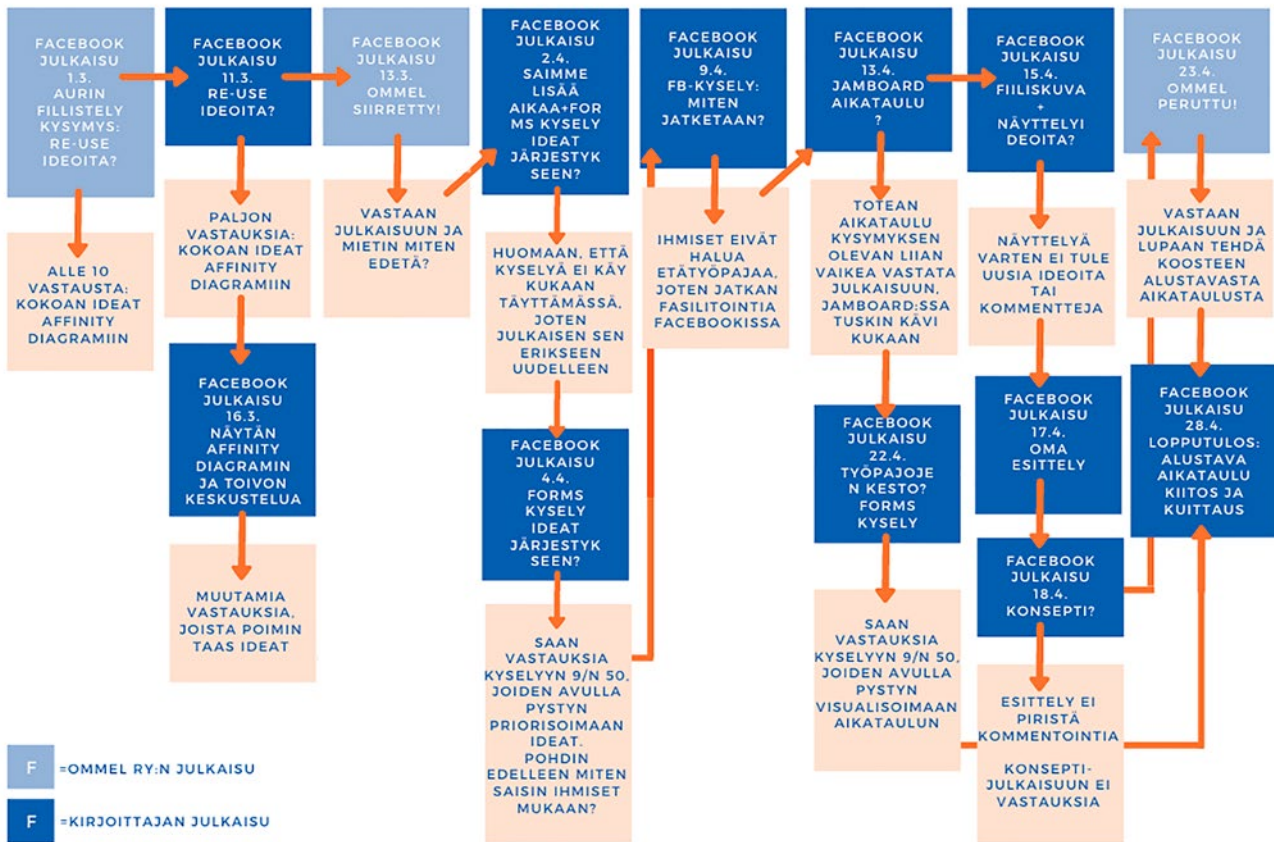 FACEBOOK
JULKAISU
1.3.
AURIN
FILLISTELY
KYSYMYS:
RE-USE
IDEOITA?
ALLE 10
VASTAUSTA:
KOKOAN IDEAT
AFFINITY
DIAGRAMIIN
FACEBOOK
JULKAISU
11.3.
RE-USE
IDEOITA?
PALJON
VASTAUKSIA:
KOKOAN IDEAT
AFFINITY
DIAGRAMIIN
FACEBOOK
JULKAISU
16.3.
NÄYTÄN
AFFINITY
DIAGRAMIN
JA TOIVON
KESKUSTELUA
MUUTAMIA
VASTAUKSIA,
JOISTA POIMIN
TAAS IDEAT
FACEBOOK
JULKAISU
13.3.
OMMEL
SIIRRETTY!
VASTAAN
JULKAISUUN JA
MIETIN MITEN
EDETÄ?
FACEBOOK
JULKAISU
2.4.
SAIMME
LISÄÄ
AIKAA+FOR
MS KYSELY
IDEAT
JÄRJESTYK
SEEN?
HUOMAAN, ETTÄ
KYSELYÄ EI KÄY
KUKAAN
TÄYTTÄMÄSSÄ,
JOTEN
JULKAISEN SEN
ERIKSEEN
UUDELLEEN
FACEBOOK
JULKAISU
4.4.
FORMS
KYSELY
IDEAT
JÄRJESTYK
SEEN?
SAAN
VASTAUKSIA
KYSELYYN 9/N 50,
JOIDEN AVULLA
PYSTYN
PRIORISOIMAAN
IDEAT.
POHDIN
EDELLEEN MITEN
SAISIN IHMISET
MUKAAN?
FACEBOOK
JULKAISU
9.4.
FB-KYSELY:
MITEN
JATKETAAN?
IHMISET EIVÄT
HALUA
ETÄTYÖPAJAA,
JOTEN JATKAN
FASILITOINTIA
FACEBOOKISSA
FACEBOOK
JULKAISU
13.4.
JAMBOARD
AIKATAULU
?
TOTEAN
AIKATAULU
KYSYMYKSEN
OLEVAN LIIAN
VAIKEA VASTATA
JULKAISUUN,
JAMBOARD:SSA
TUSKIN KÄVI
KUKAAN
FACEBOOK
JULKAISU
22.4.
TYÖPAJOJE
N KESTO?
FORMS
KYSELY
SAAN
VASTAUKSIA
KYSELYYN 9/N 50,
JOIDEN AVULLA
PYSTYN
VISUALISOIMAAN
AIKATAULUN
FACEBOOK
JULKAISU
15.4.
FIILISKUVA
+
NÄYTTELYI
DEOITA?
NÄYTTELYÄ
VARTEN EI TULE
UUSIA IDEOITA
TAI
KOMMENTTEJA
FACEBOOK
JULKAISU
17.4.
OMA
ESITTELY
FACEBOOK
JULKAISU
18.4.
KONSEPTI?
ESITTELY EI
PIRISTÄ
KOMMENTOINTIA
KONSEPTI-
JULKAISUUN EI
VASTAUKSIA
FACEBOOK
JULKAISU
23.4.
OMMEL
PERUTTU!
VASTAAN
JULKAISUUN JA
LUPAAN TEHDÄ
KOOSTEEN
ALUSTAVASTA
AIKATAULUSTA
FACEBOOK
JULKAISU
28.4.
LOPPUTULOS:
ALUSTAVA
AIKATAULU
KIITOS JA
KUITTAUS
F =OMMEL RY:N JULKAISU
F =KIRJOITTAJAN JULKAISU